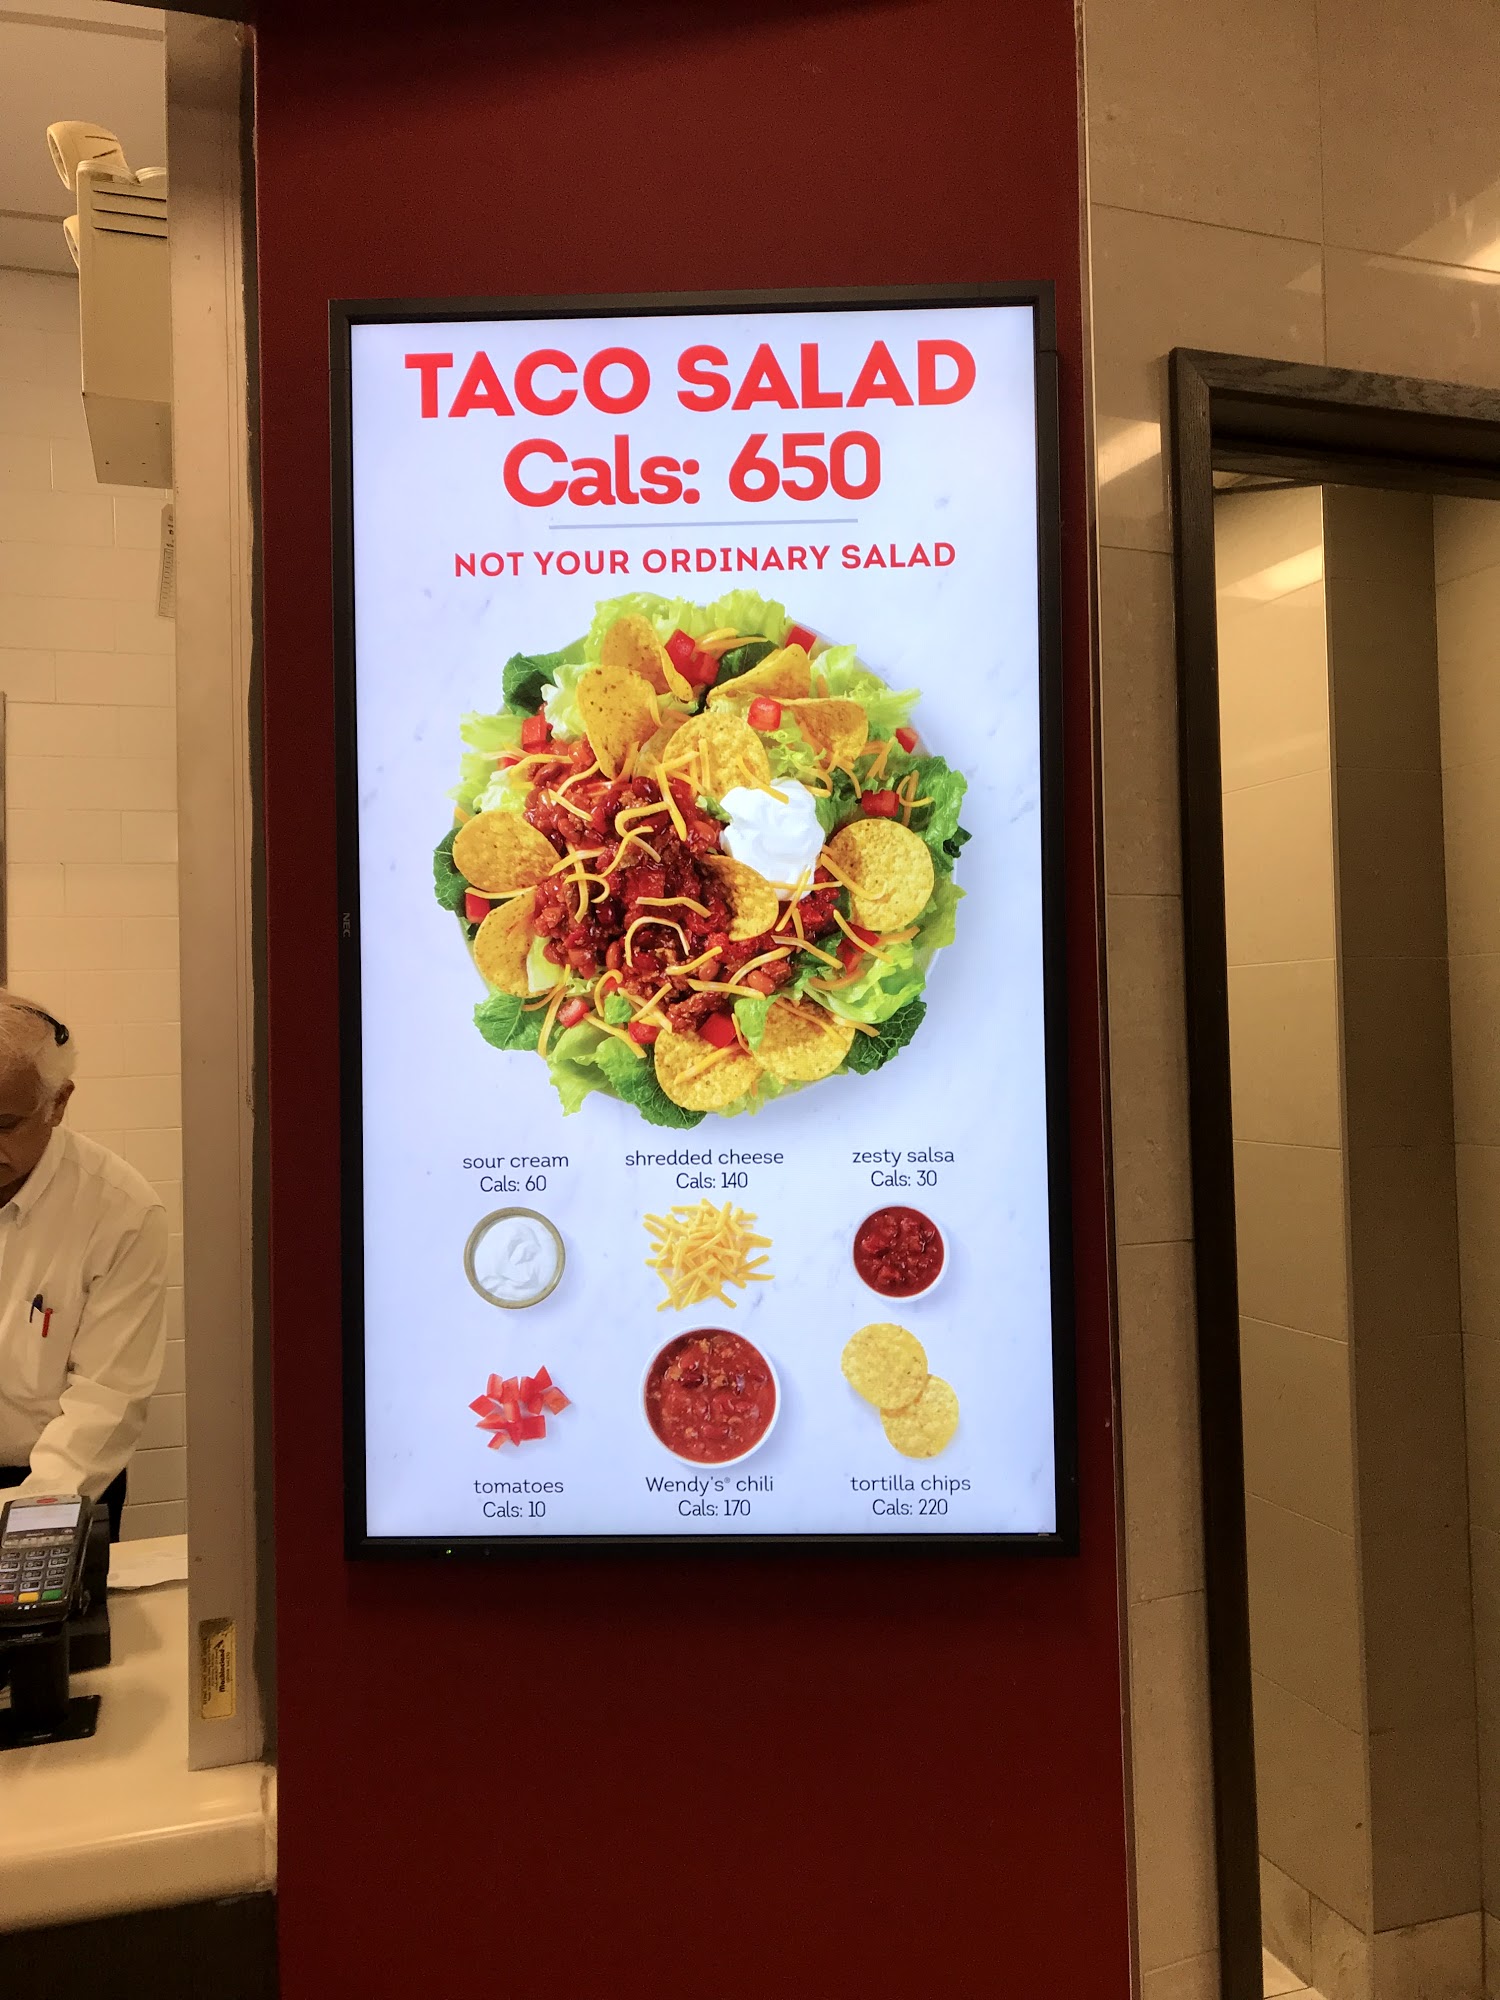 TACO SALAD
Cals: 650
NOT YOUR ORDINARY SALAD
sour cream
Cals: 60
shredded cheese
Cals: 140
zesty salsa
Cals: 30
tomatoes
Cals: 10
Wendy's® chili
Cals: 170
tortilla chips
Cals: 220
NEC